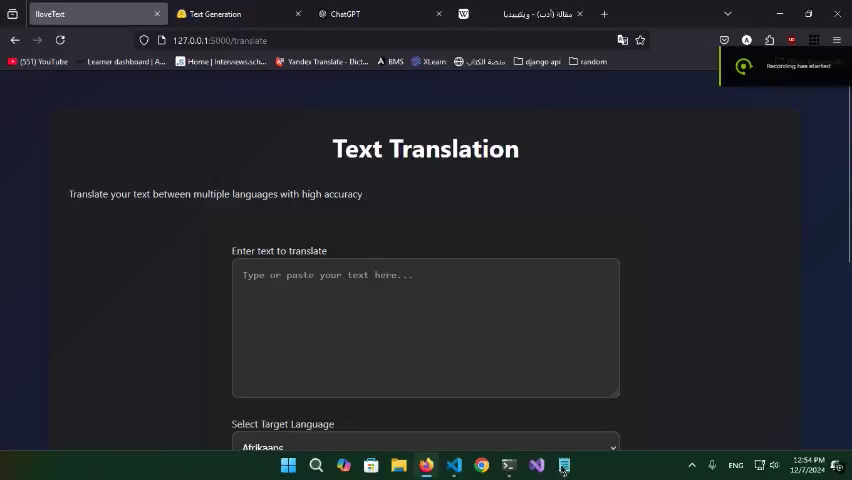 IloveText
Text Generation
ChatGPT
مقالة (أدب) - ويكيبيديا
127.0.0.1:5000/translate
(551) YouTube
Learner dashboard | A...
Home | Interviews.sch...
Yandex Translate - Dict...
BMS
XLearn
منصة الكتاب
django api
random
Recording has started
Text Translation
Translate your text between multiple languages with high accuracy
Enter text to translate
Type or paste your text here...
Select Target Language
Afrikaans
ENG
12:54 PM
12/7/2024